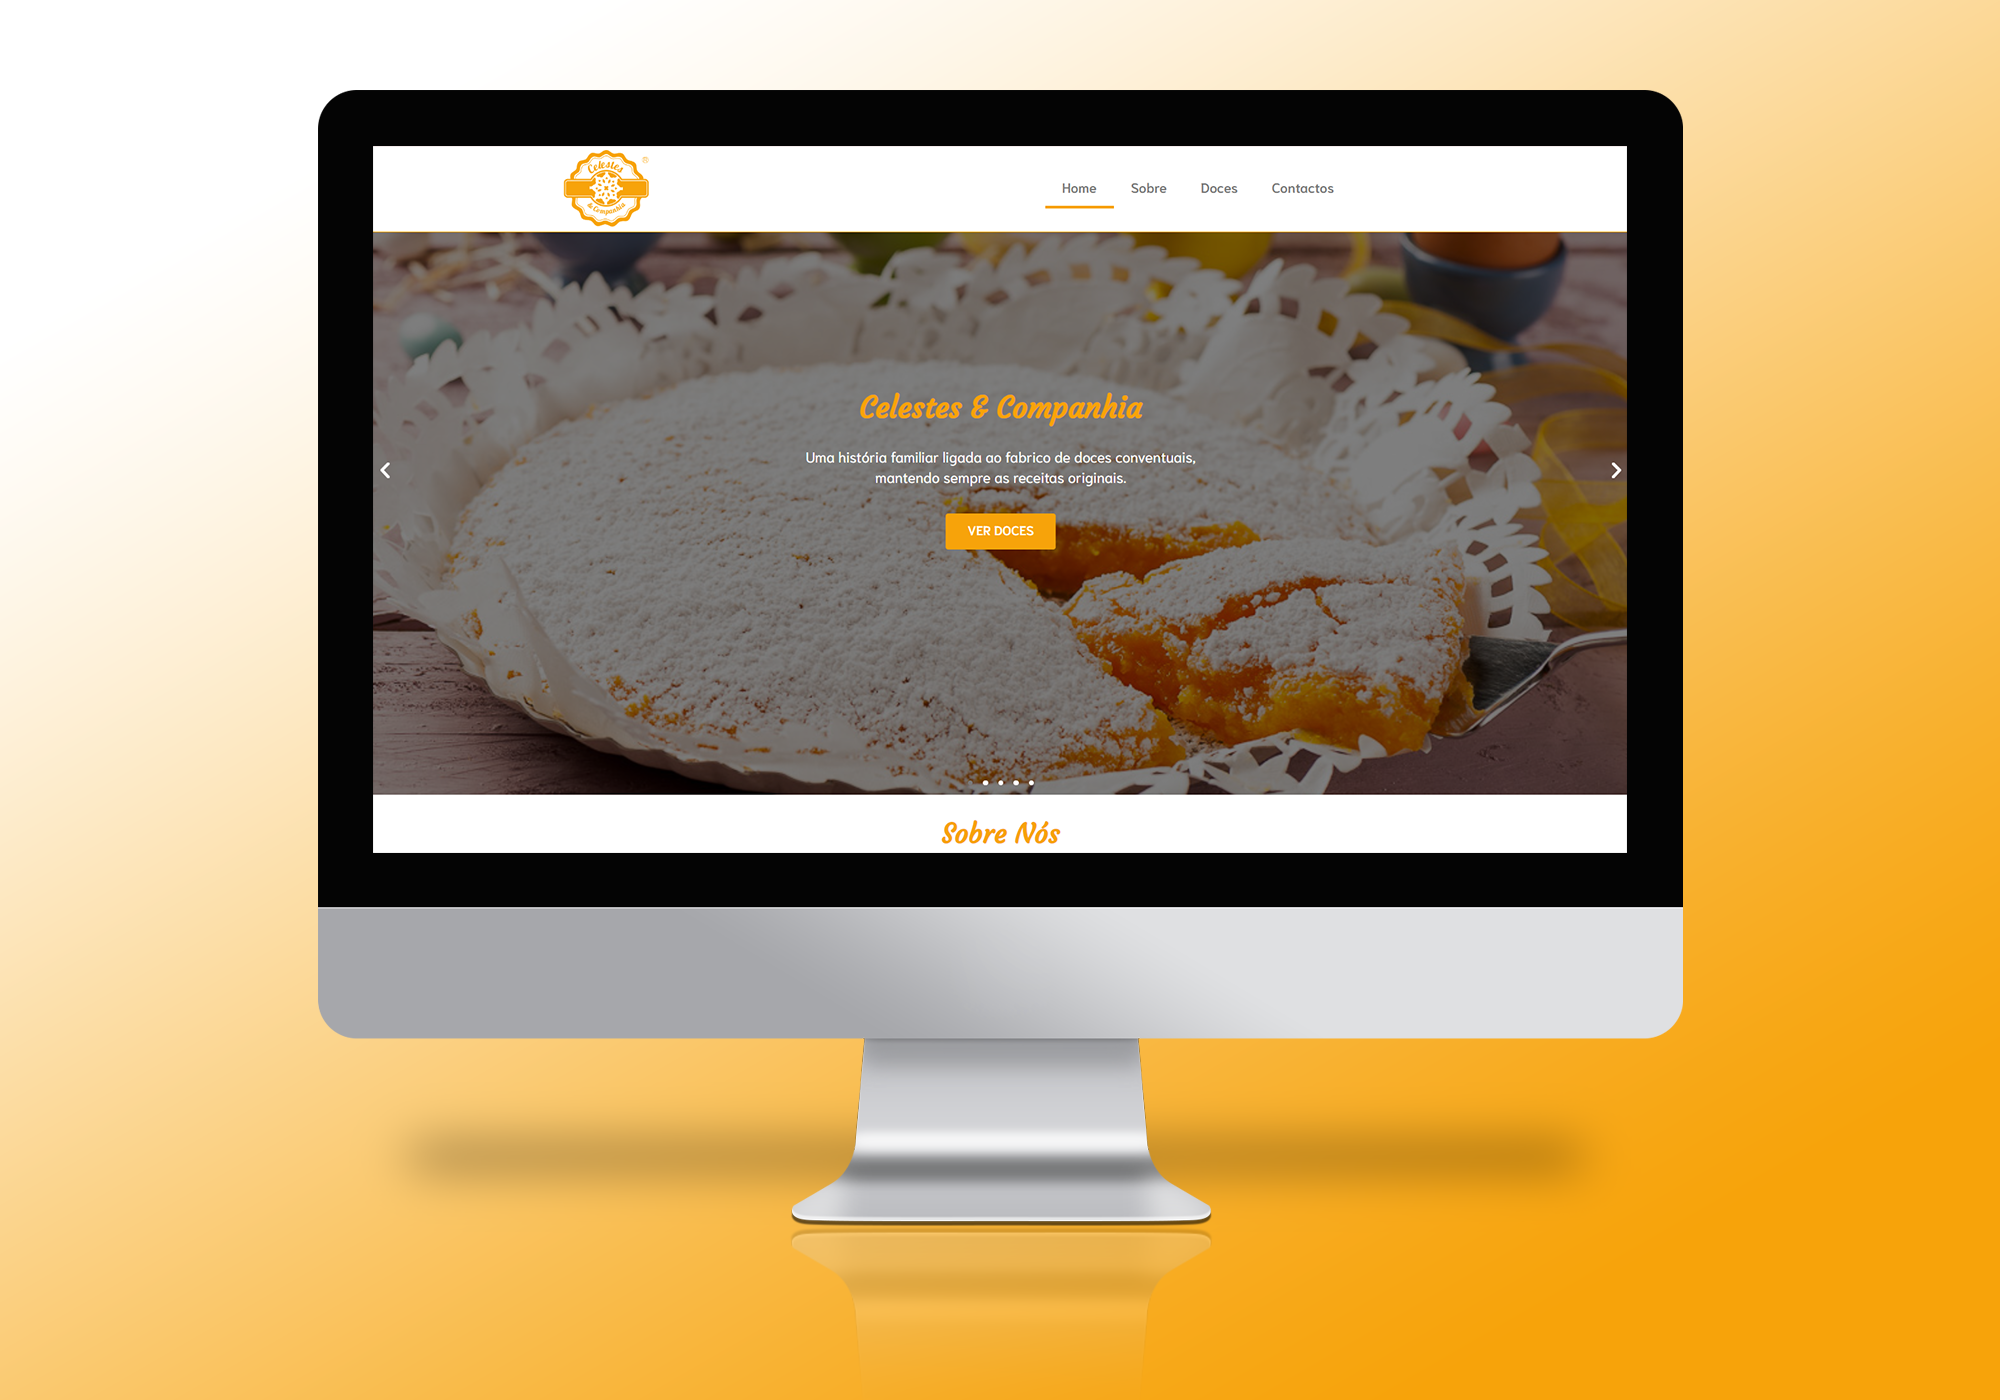 Celestes
®
& Companhia
Home Sobre Doces Contactos
Celestes & Companhia
Uma história familiar ligada ao fabrico de doces conventuais,
mantendo sempre as receitas originais.
VER DOCES
Sobre Nós